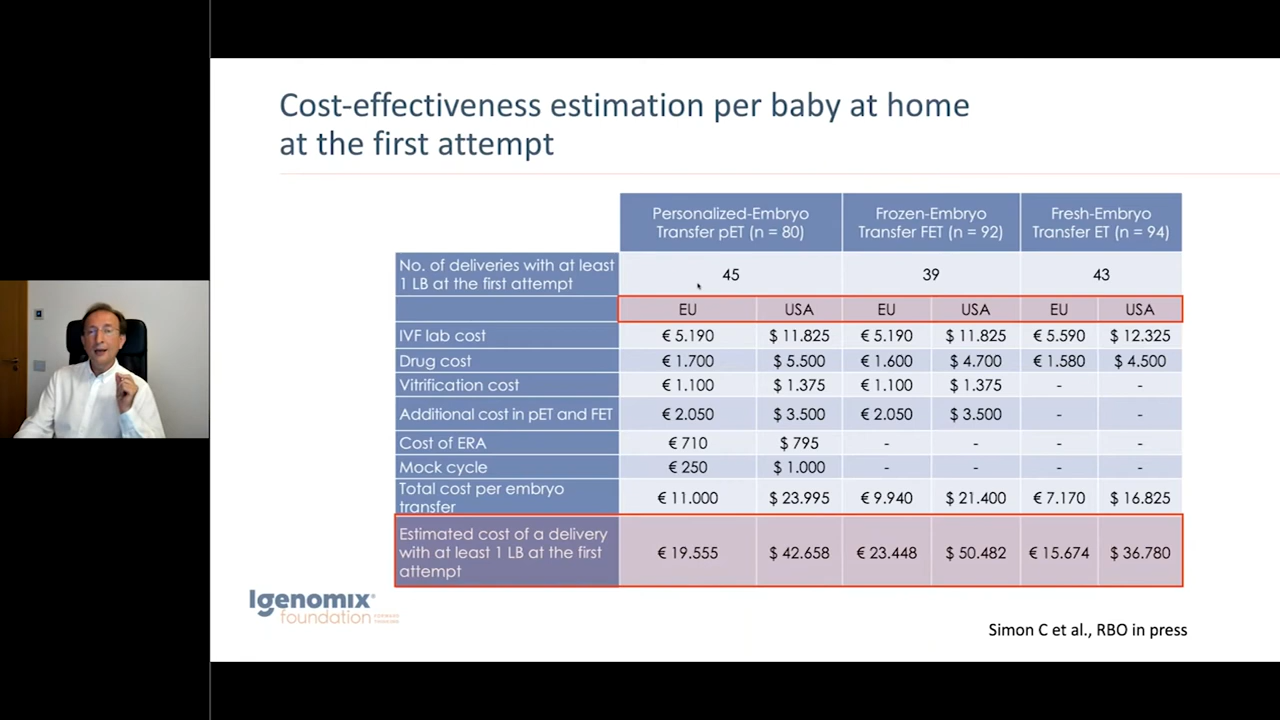 Cost-effectiveness estimation per baby at home
at the first attempt
Personalized-Embryo
Transfer pET (n = 80)
Frozen-Embryo
Transfer FET (n = 92)
Fresh-Embryo
Transfer ET (n = 94)
No. of deliveries with at least
1 LB at the first attempt
45 39 43
EU USA EU USA EU USA
IVF lab cost € 5.190 $ 11.825 € 5.190 $ 11.825 € 5.590 $ 12.325
Drug cost € 1.700 $ 5.500 € 1.600 $ 4.700 € 1.580 $ 4.500
Vitrification cost € 1.100 $ 1.375 € 1.100 $ 1.375 - -
Additional cost in pET and FET € 2.050 $ 3.500 € 2.050 $ 3.500 - -
Cost of ERA € 710 $ 795 - - - -
Mock cycle € 250 $ 1.000 - - - -
Total cost per embryo
transfer
€ 11.000 $ 23.995 € 9.940 $ 21.400 € 7.170 $ 16.825
Estimated cost of a delivery
with at least 1 LB at the first
attempt
€ 19.555 $ 42.658 € 23.448 $ 50.482 € 15.674 $ 36.780
Igenomix®
foundation
Simon C et al., RBO in press